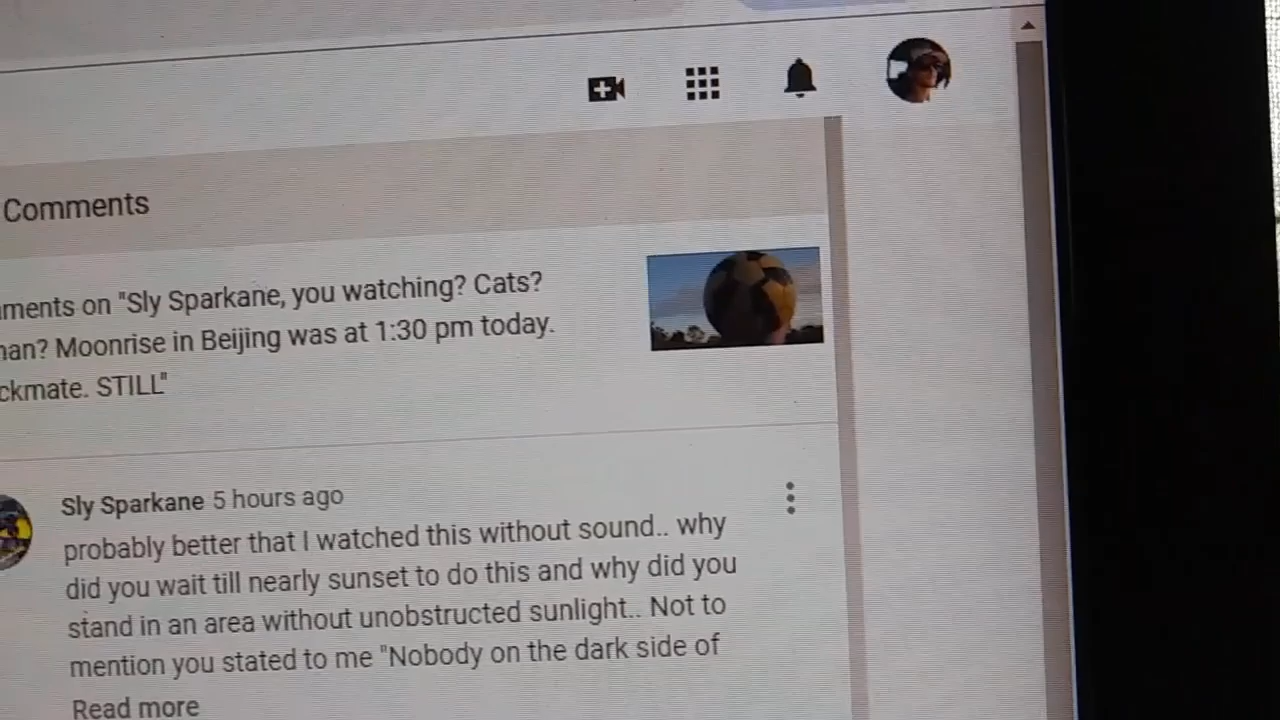 Comments
ments on "Sly Sparkane, you watching? Cats?
nan? Moonrise in Beijing was at 1:30 pm today.
ckmate. STILL"
Sly Sparkane 5 hours ago
probably better that I watched this without sound.. why
did you wait till nearly sunset to do this and why did you
stand in an area without unobstructed sunlight.. Not to
mention you stated to me "Nobody on the dark side of
Read more